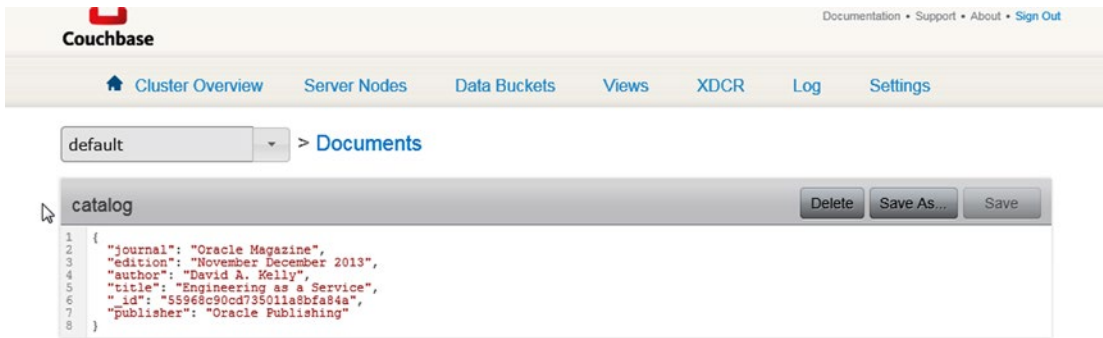 Couchbase
Documentation • Support • About • Sign Out
Cluster Overview Server Nodes Data Buckets Views XDCR Log Settings
default > Documents
catalog Delete Save As... Save
1 {
2 "journal": "Oracle Magazine",
3 "edition": "November December 2013",
4 "author": "David A. Kelly",
5 "title": "Engineering as a Service",
6 "_id": "55968c90cd735011a8bfa84a",
7 "publisher": "Oracle Publishing"
8 }